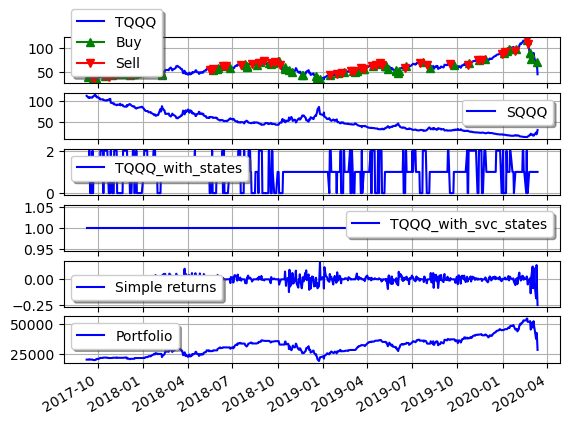 TQQQ
Buy
Sell
100
50
SQQQ
100
50
TQQQ_with_states
2
0
TQQQ_with_svc_states
1.05
1.00
0.95
Simple returns
0.00
−0.25
Portfolio
50000
25000
2017-10 2018-01 2018-04 2018-07 2018-10 2019-01 2019-04 2019-07 2019-10 2020-01 2020-04